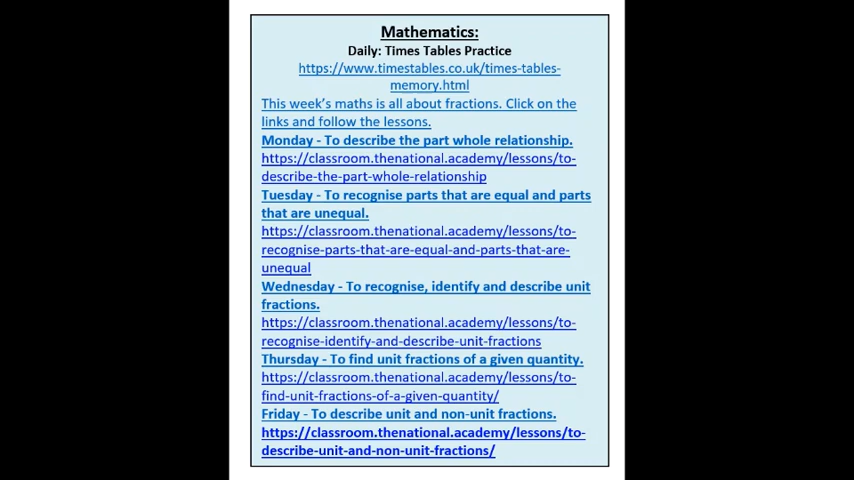 Mathematics:
Daily: Times Tables Practice
https://www.timestables.co.uk/times-tables-
memory.html
This week's maths is all about fractions. Click on the
links and follow the lessons.
Monday - To describe the part whole relationship.
https://classroom.thenational.academy/lessons/to-
describe-the-part-whole-relationship
Tuesday - To recognise parts that are equal and parts
that are unequal.
https://classroom.thenational.academy/lessons/to-
recognise-parts-that-are-equal-and-parts-that-are-
unequal
Wednesday - To recognise, identify and describe unit
fractions.
https://classroom.thenational.academy/lessons/to-
recognise-identify-and-describe-unit-fractions
Thursday - To find unit fractions of a given quantity.
https://classroom.thenational.academy/lessons/to-
find-unit-fractions-of-a-given-quantity/
Friday - To describe unit and non-unit fractions.
https://classroom.thenational.academy/lessons/to-
describe-unit-and-non-unit-fractions/